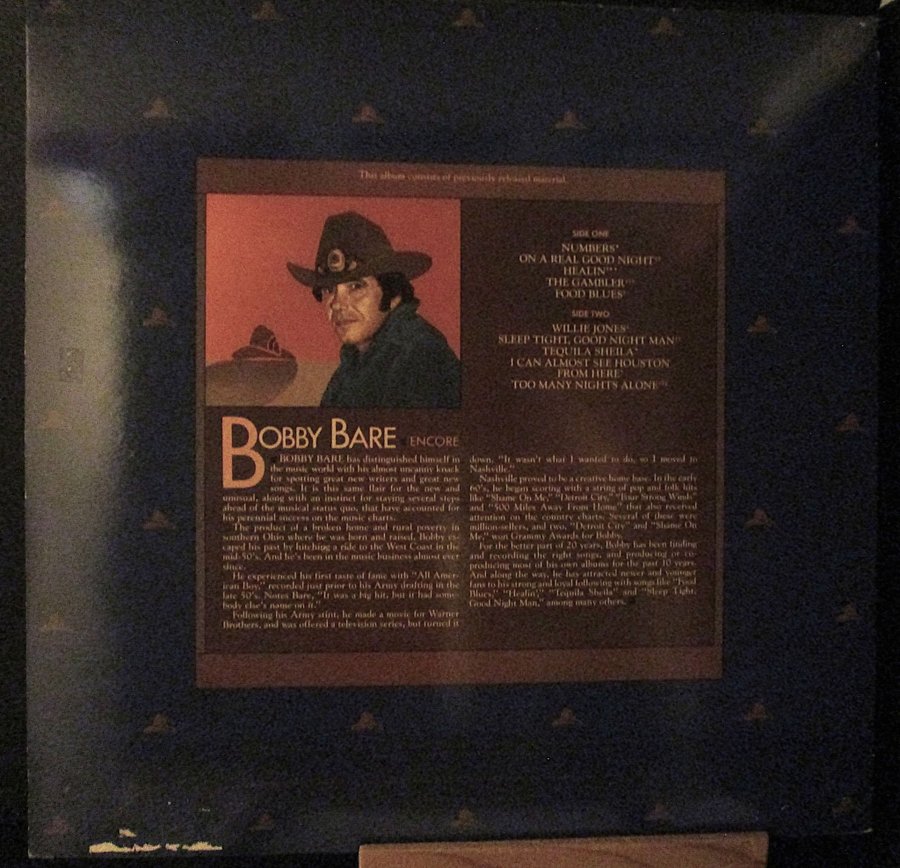 This album consists of previously released material.
SIDE ONE
NUMBERS*
ON A REAL GOOD NIGHT**
HEALIN'**
THE GAMBLER***
FOOD BLUES**
SIDE TWO
WILLIE JONES*
SLEEP TIGHT, GOOD NIGHT MAN**
TEQUILA SHEILA*
I CAN ALMOST SEE HOUSTON
FROM HERE*
TOO MANY NIGHTS ALONE***
BOBBY BARE ENCORE
BOBBY BARE has distinguished himself in
the music world with his almost uncanny knack
for spotting great new writers and great new
songs. It is this same flair for the new and
unusual, along with an instinct for staying several steps
ahead of the musical status quo, that have accounted for
his perennial success on the music charts.
The product of a broken home and rural poverty in
southern Ohio where he was born and raised, Bobby es-
caped his past by hitching a ride to the West Coast in the
mid-50's. And he's been in the music business almost ever
since.
He experienced his first taste of fame with "All Amer-
ican Boy," recorded just prior to his Army drafting in the
late 50's. Notes Bare, "It was a big hit, but it had some-
body else's name on it."
Following his Army stint, he made a movie for Warner
Brothers, and was offered a television series, but turned it
down. "It wasn't what I wanted to do, so I moved to
Nashville."
Nashville proved to be a creative home base. In the early
60's, he began scoring with a string of pop and folk hits
like "Shame On Me," "Detroit City," "Four Strong Winds"
and "500 Miles Away From Home" that also received
attention on the country charts. Several of these were
million-sellers, and two, "Detroit City" and "Shame On
Me," won Grammy Awards for Bobby.
For the better part of 20 years, Bobby has been finding
and recording the right songs, and producing or co-
producing most of his own albums for the past 10 years.
And along the way, he has attracted newer and younger
fans to his strong and loyal following with songs like "Food
Blues," "Healin'," "Tequila Sheila" and "Sleep Tight,
Good Night Man," among many others.